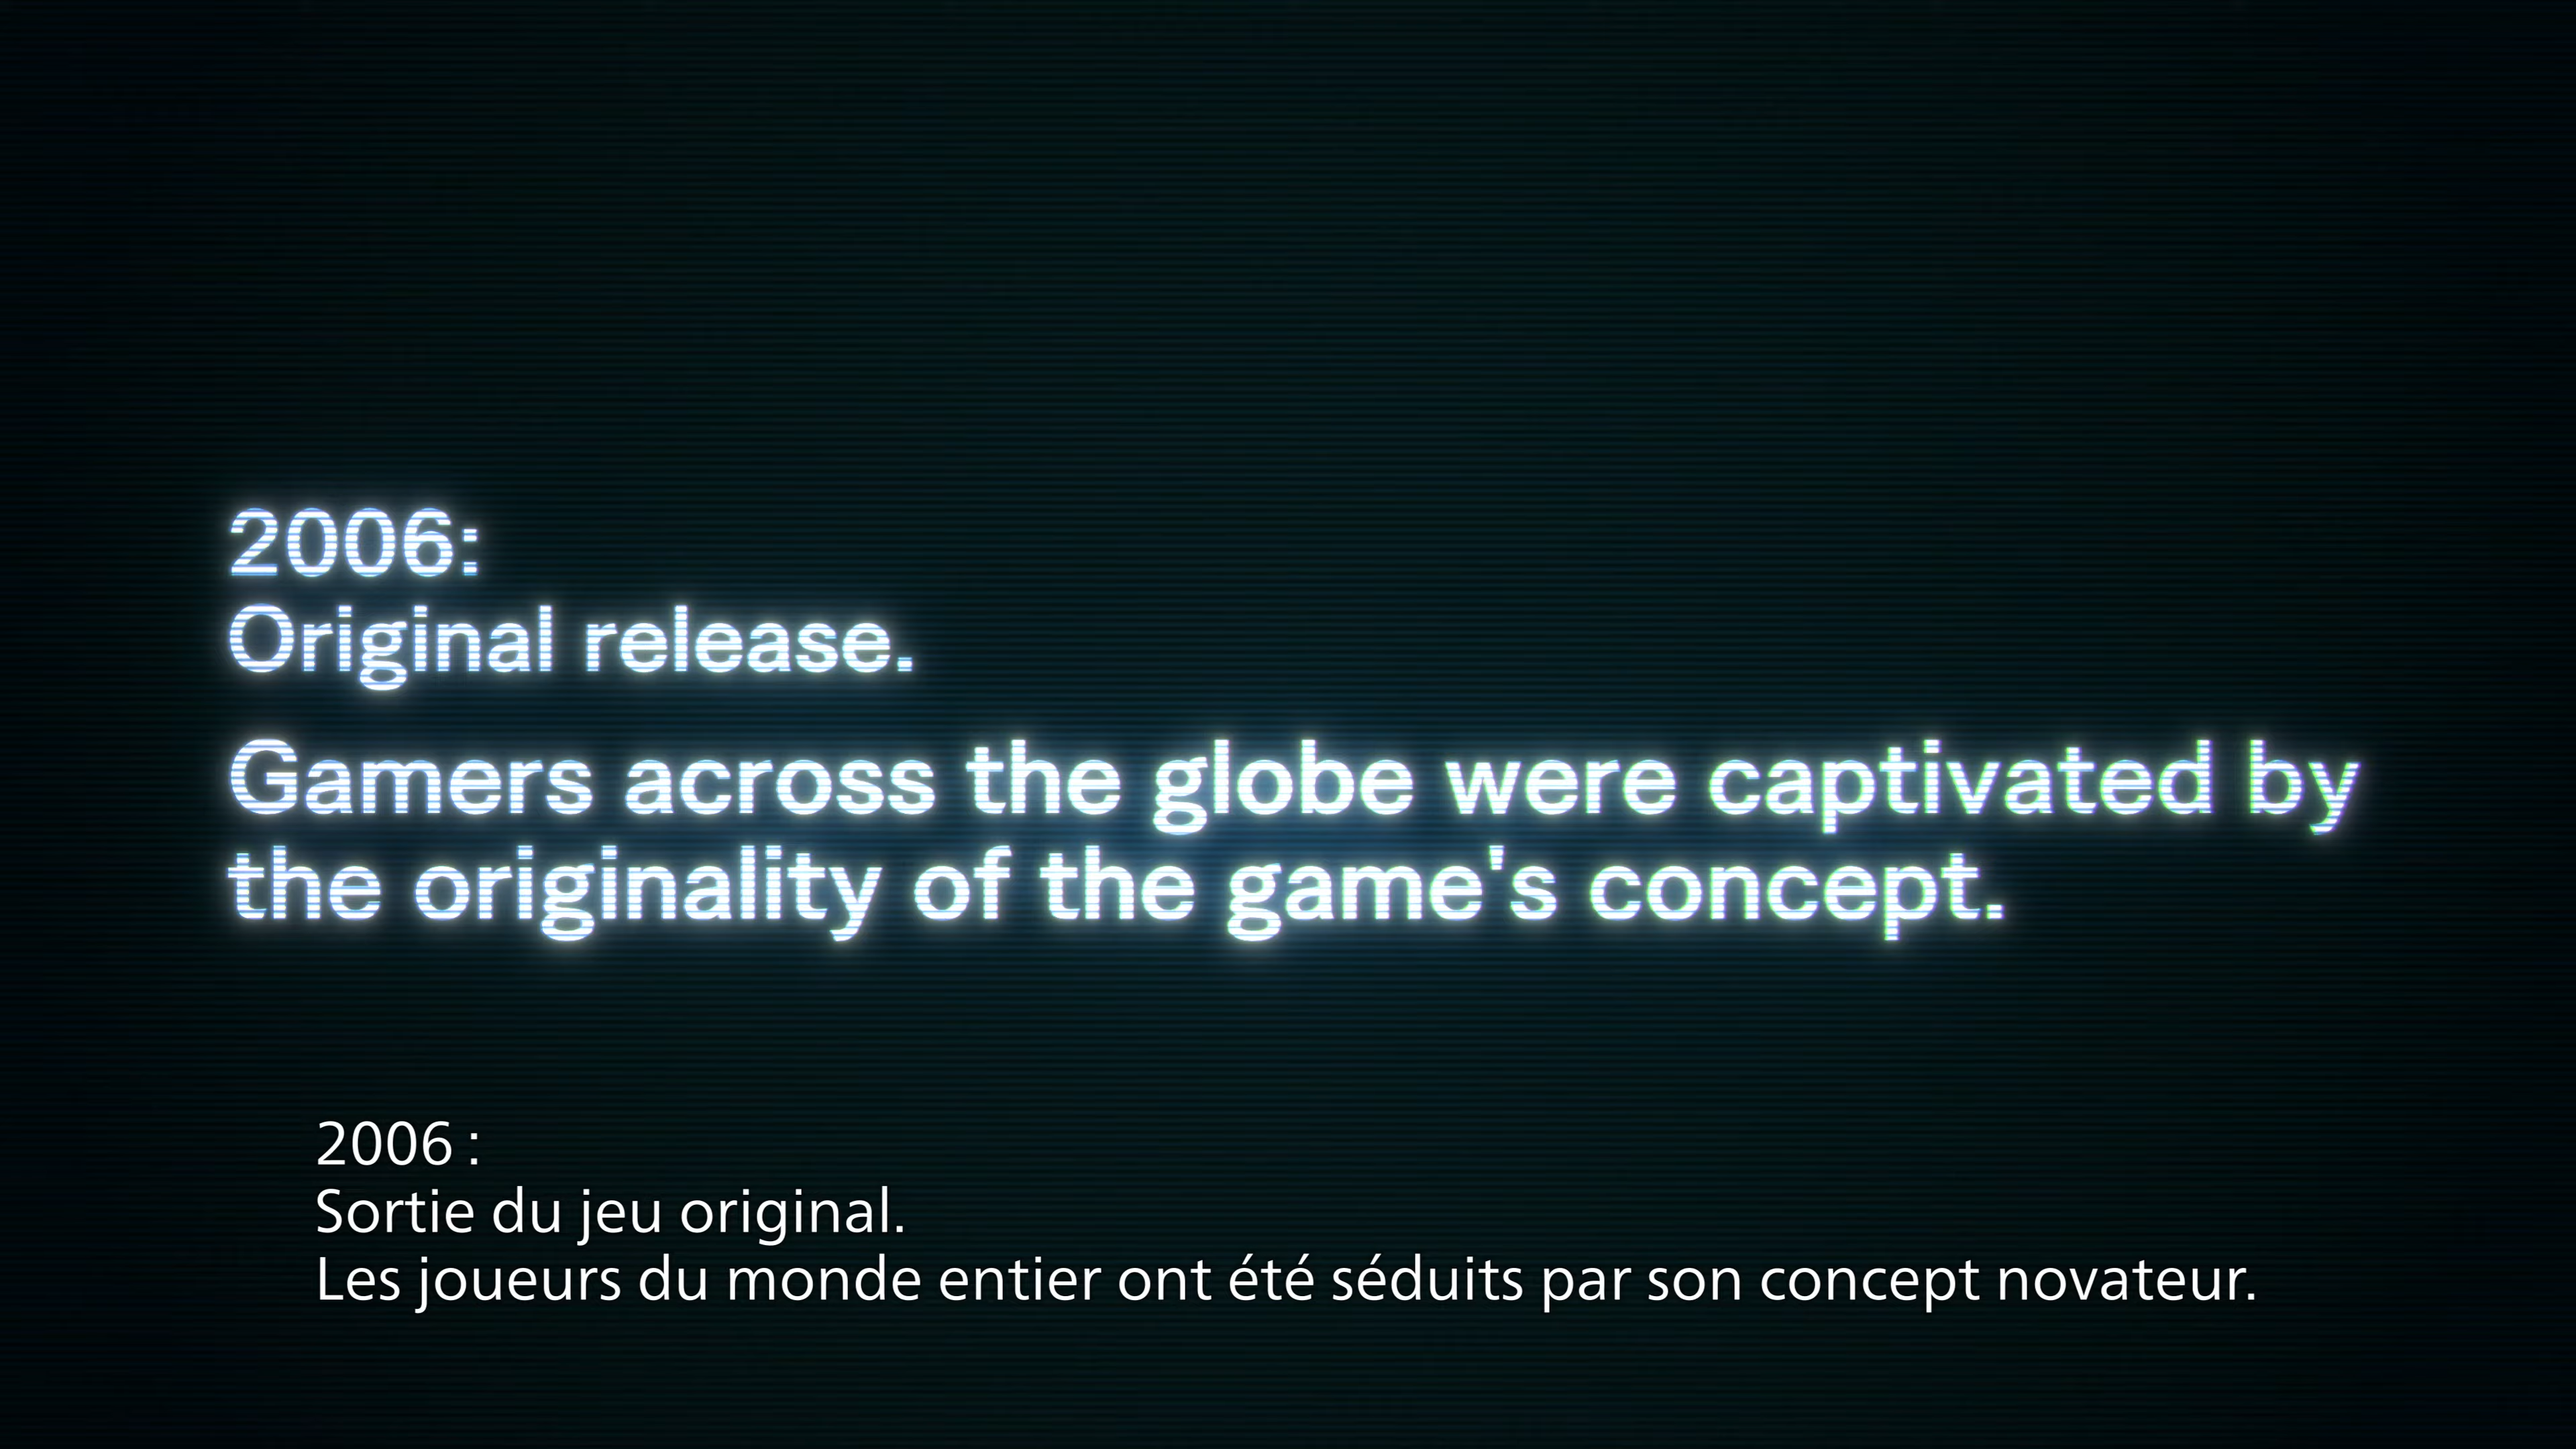 2006:
Original release.
Gamers across the globe were captivated by
the originality of the game's concept.
2006 :
Sortie du jeu original.
Les joueurs du monde entier ont été séduits par son concept novateur.